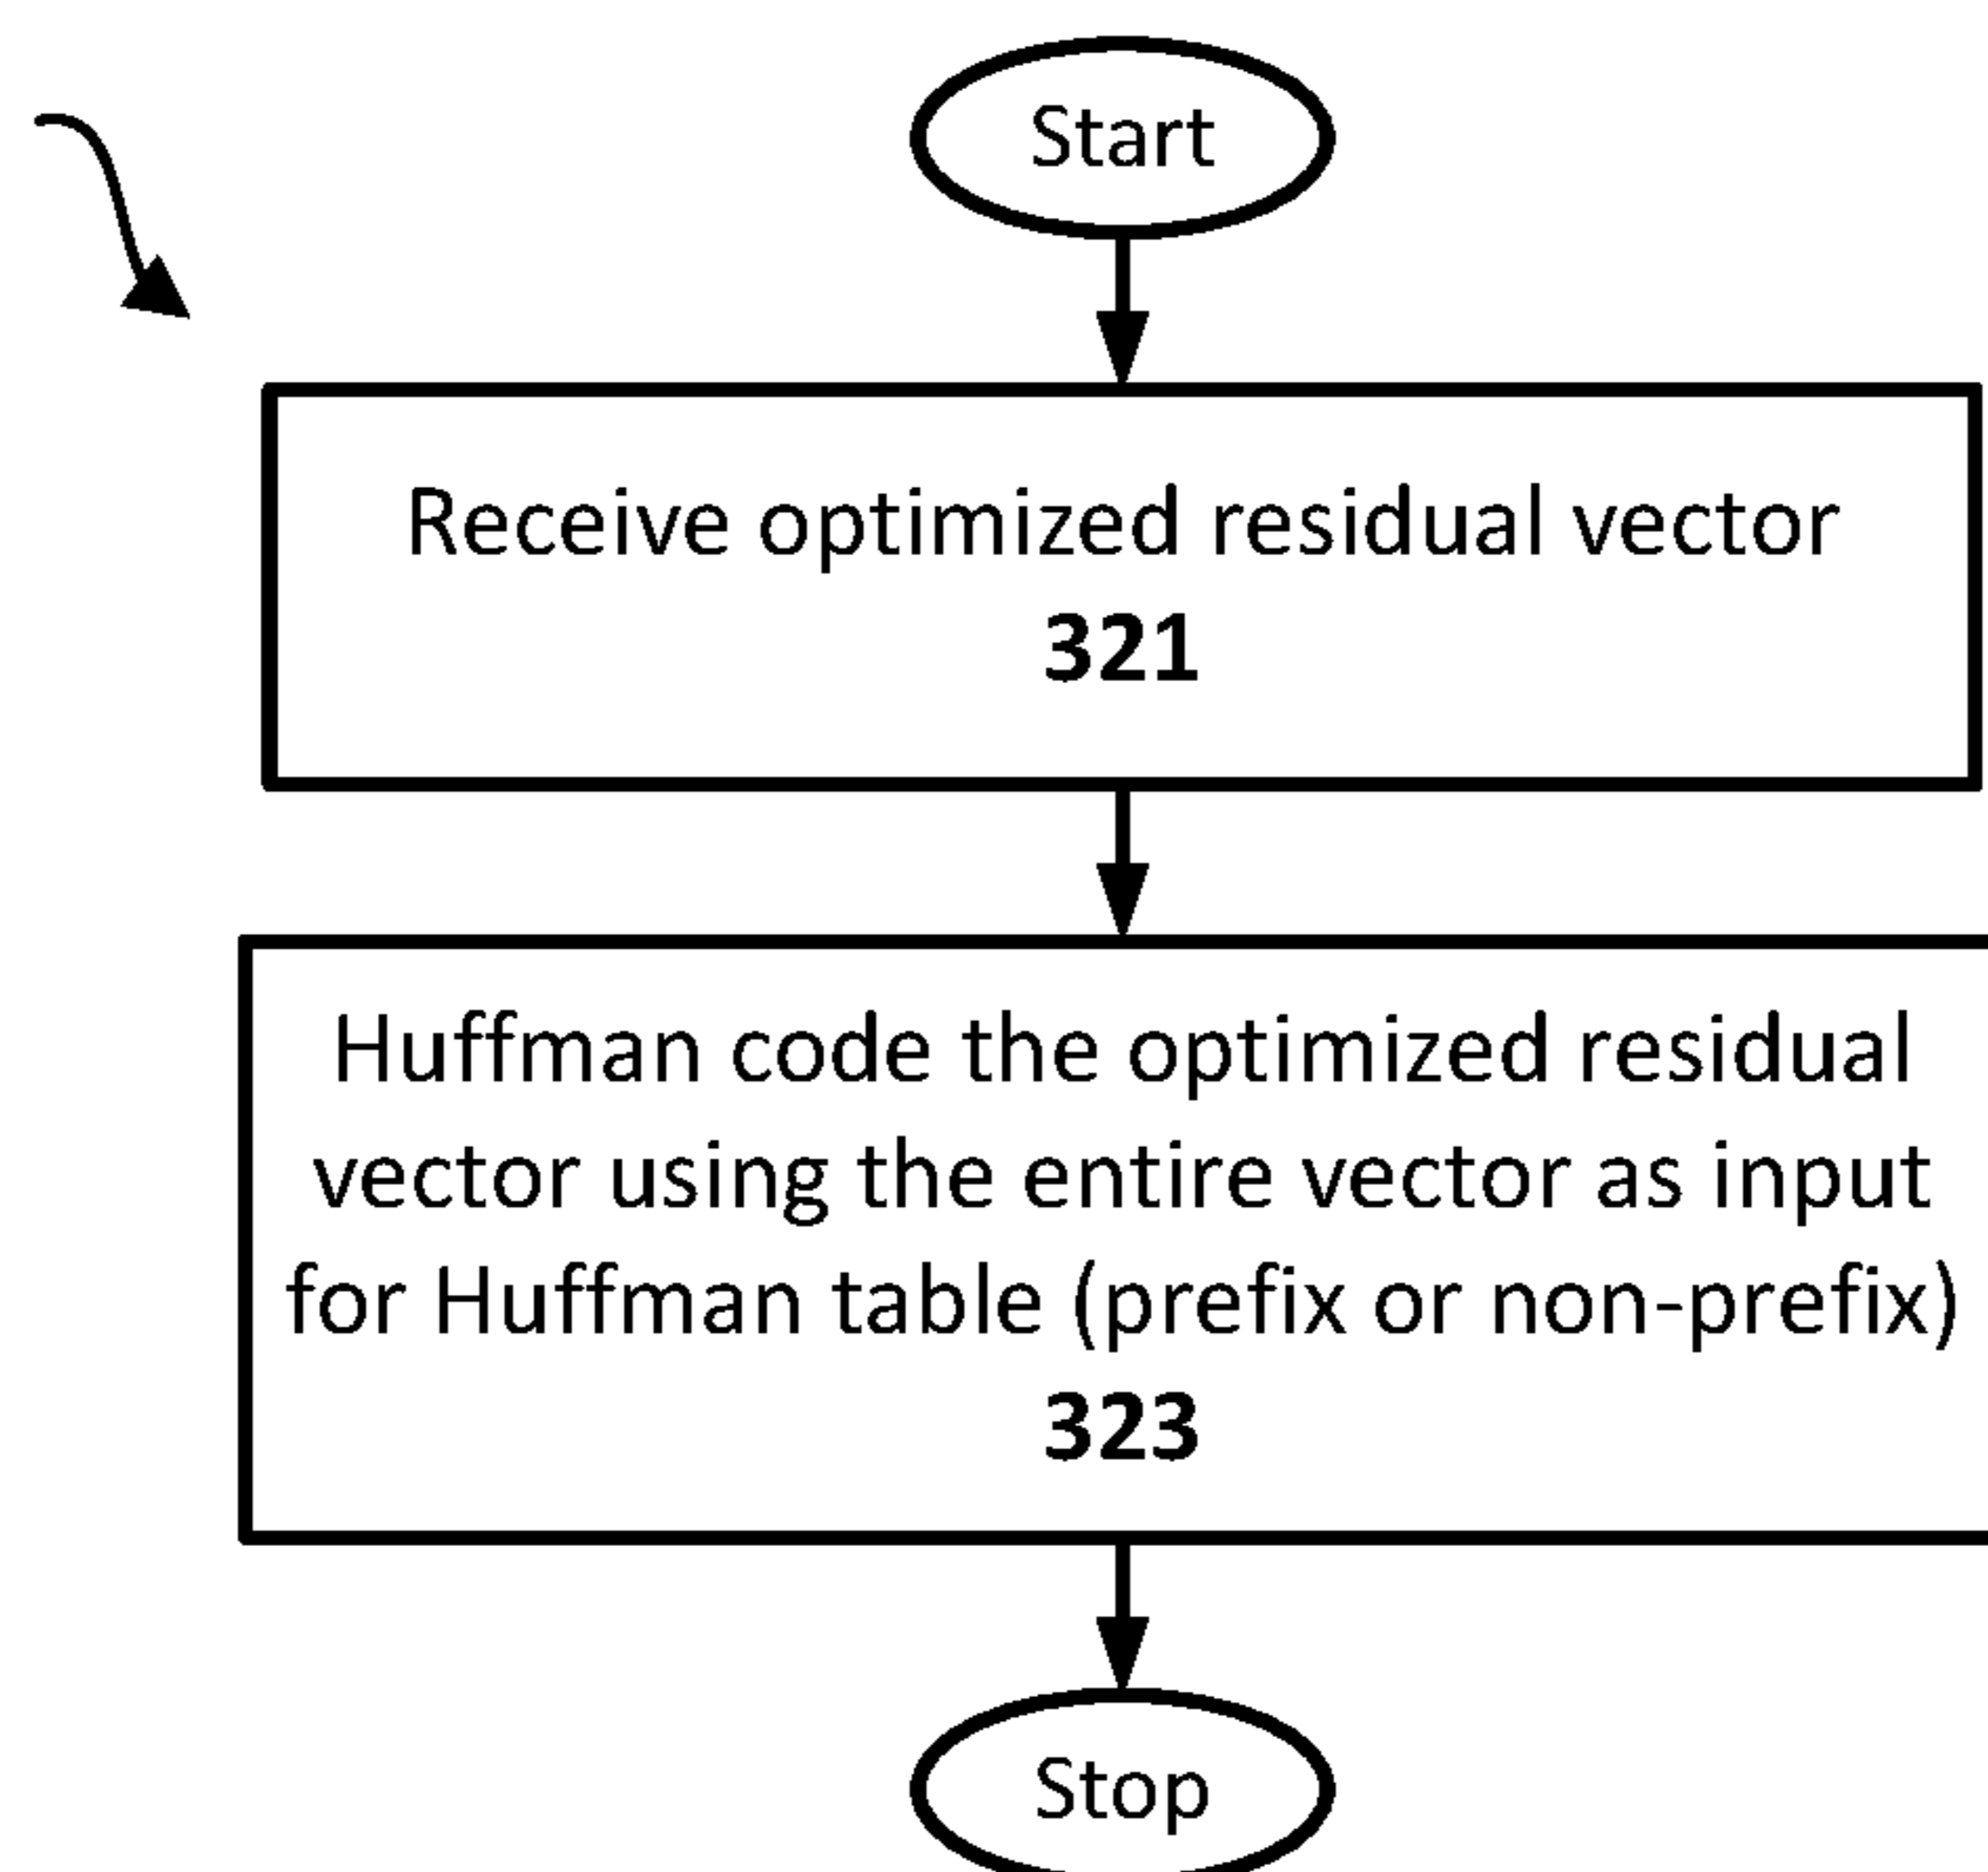 Start
Receive optimized residual vector
321
Huffman code the optimized residual
vector using the entire vector as input
for Huffman table (prefix or non-prefix)
323
Stop